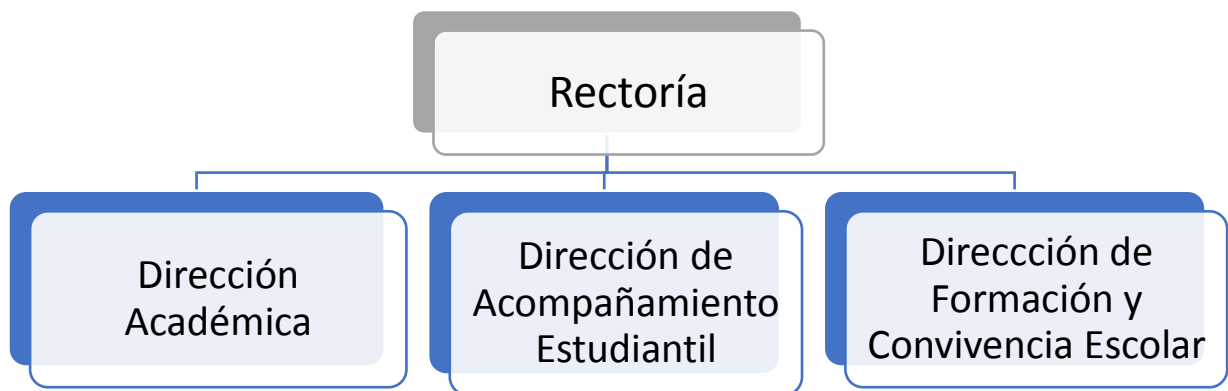 Rectoría
Dirección
Académica
Dirección de
Acompañamiento
Estudiantil
Direccción de
Formación y
Convivencia Escolar